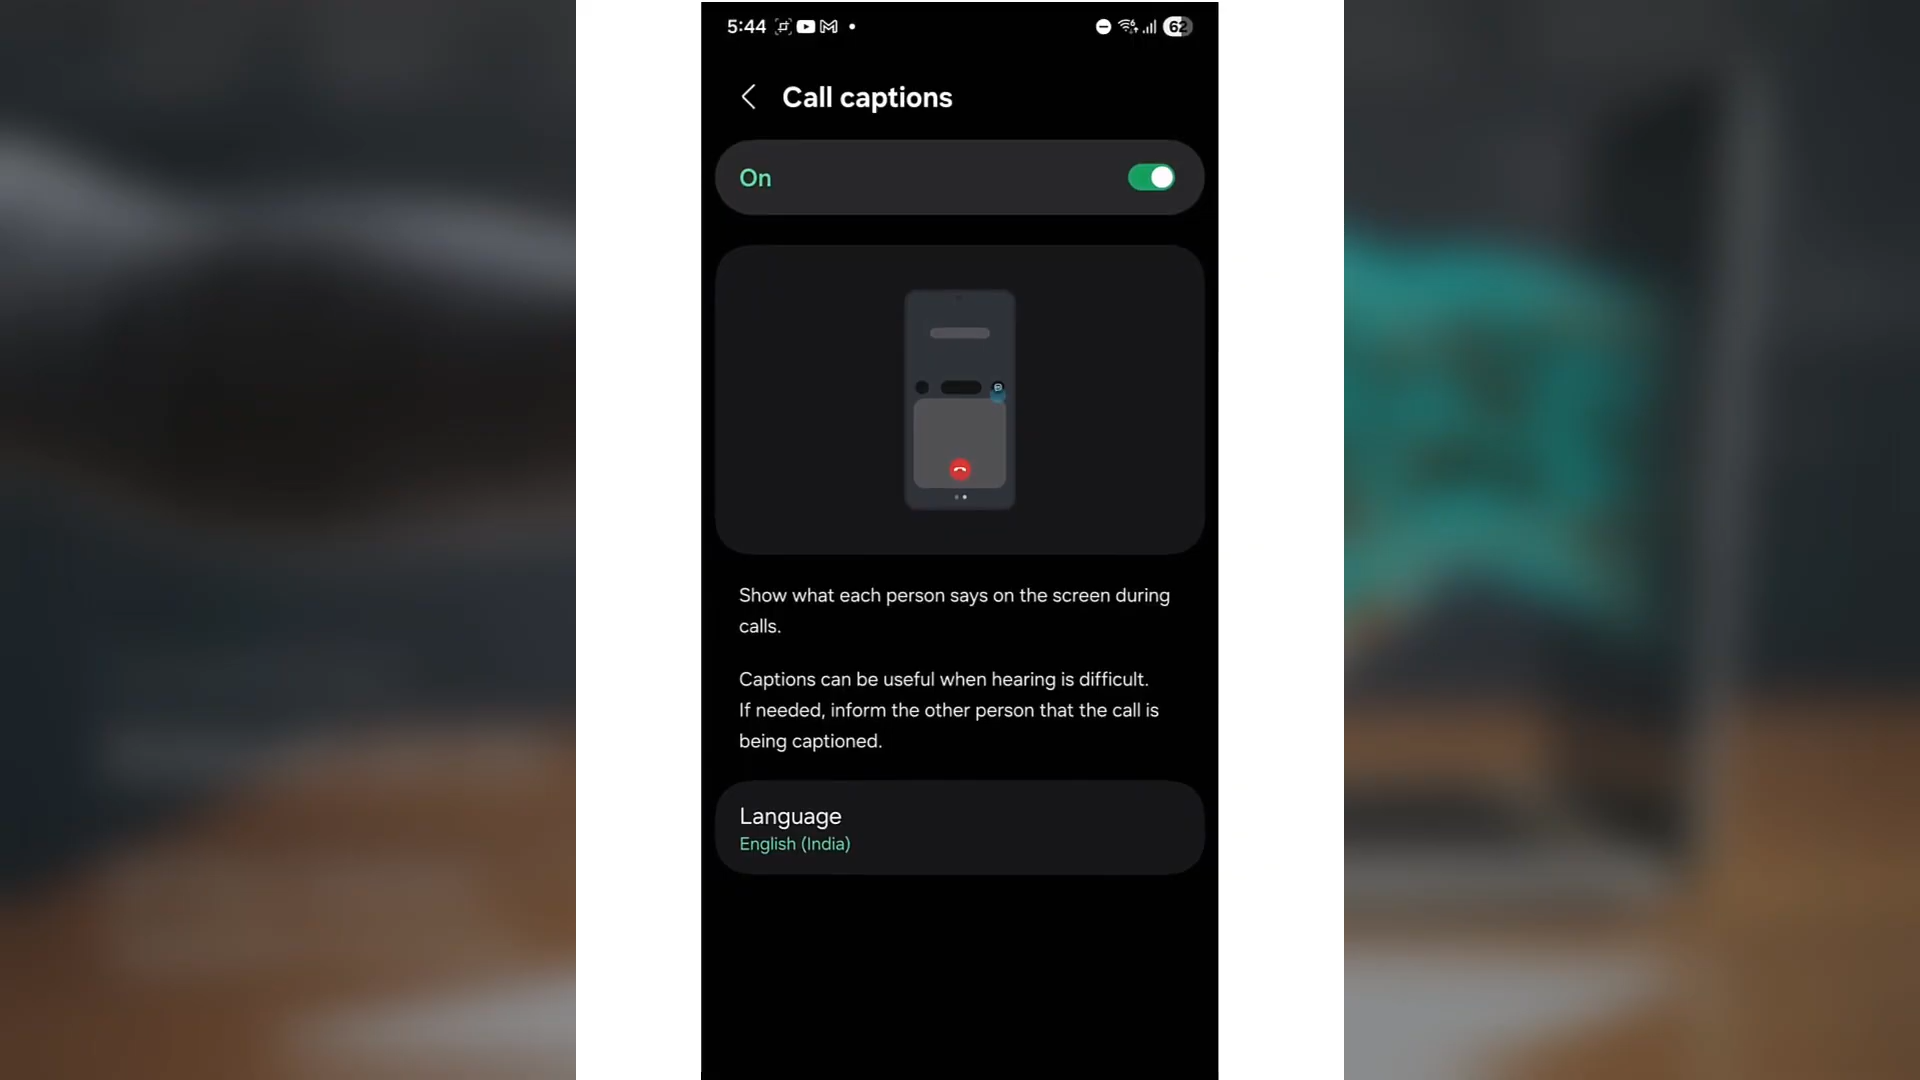 5:44
62
Call captions
On
Show what each person says on the screen during
calls.
Captions can be useful when hearing is difficult.
If needed, inform the other person that the call is
being captioned.
Language
English (India)